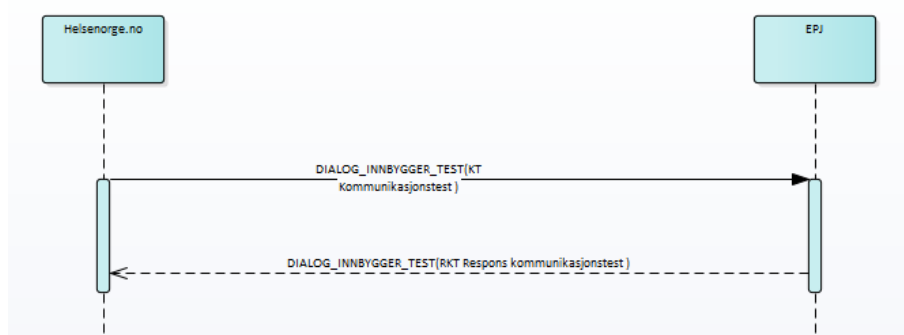 Helsenorge.no
EPJ
DIALOG_INNBYGGER_TEST(KT
Kommunikasjonstest )
DIALOG_INNBYGGER_TEST(RKT Respons kommunikasjonstest )